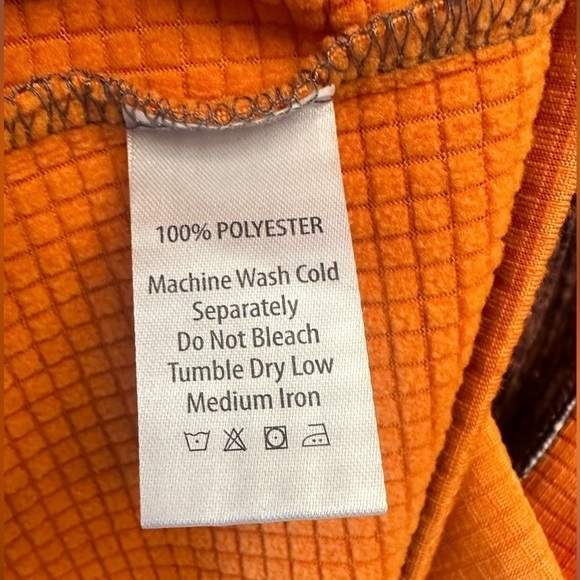 100% POLYESTER
Machine Wash Cold
Separately
Do Not Bleach
Tumble Dry Low
Medium Iron